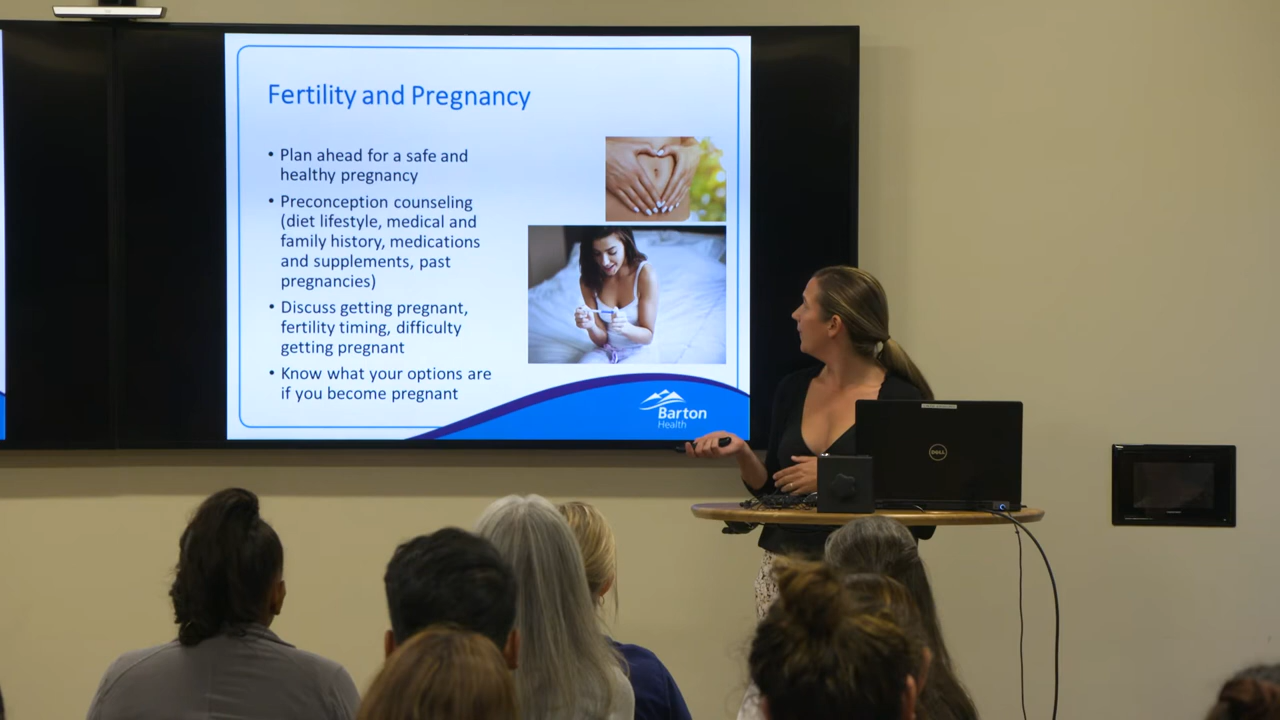 Fertility and Pregnancy
• Plan ahead for a safe and
healthy pregnancy
• Preconception counseling
(diet lifestyle, medical and
family history, medications
and supplements, past
pregnancies)
• Discuss getting pregnant,
fertility timing, difficulty
getting pregnant
• Know what your options are
if you become pregnant
Barton
Health
DELL